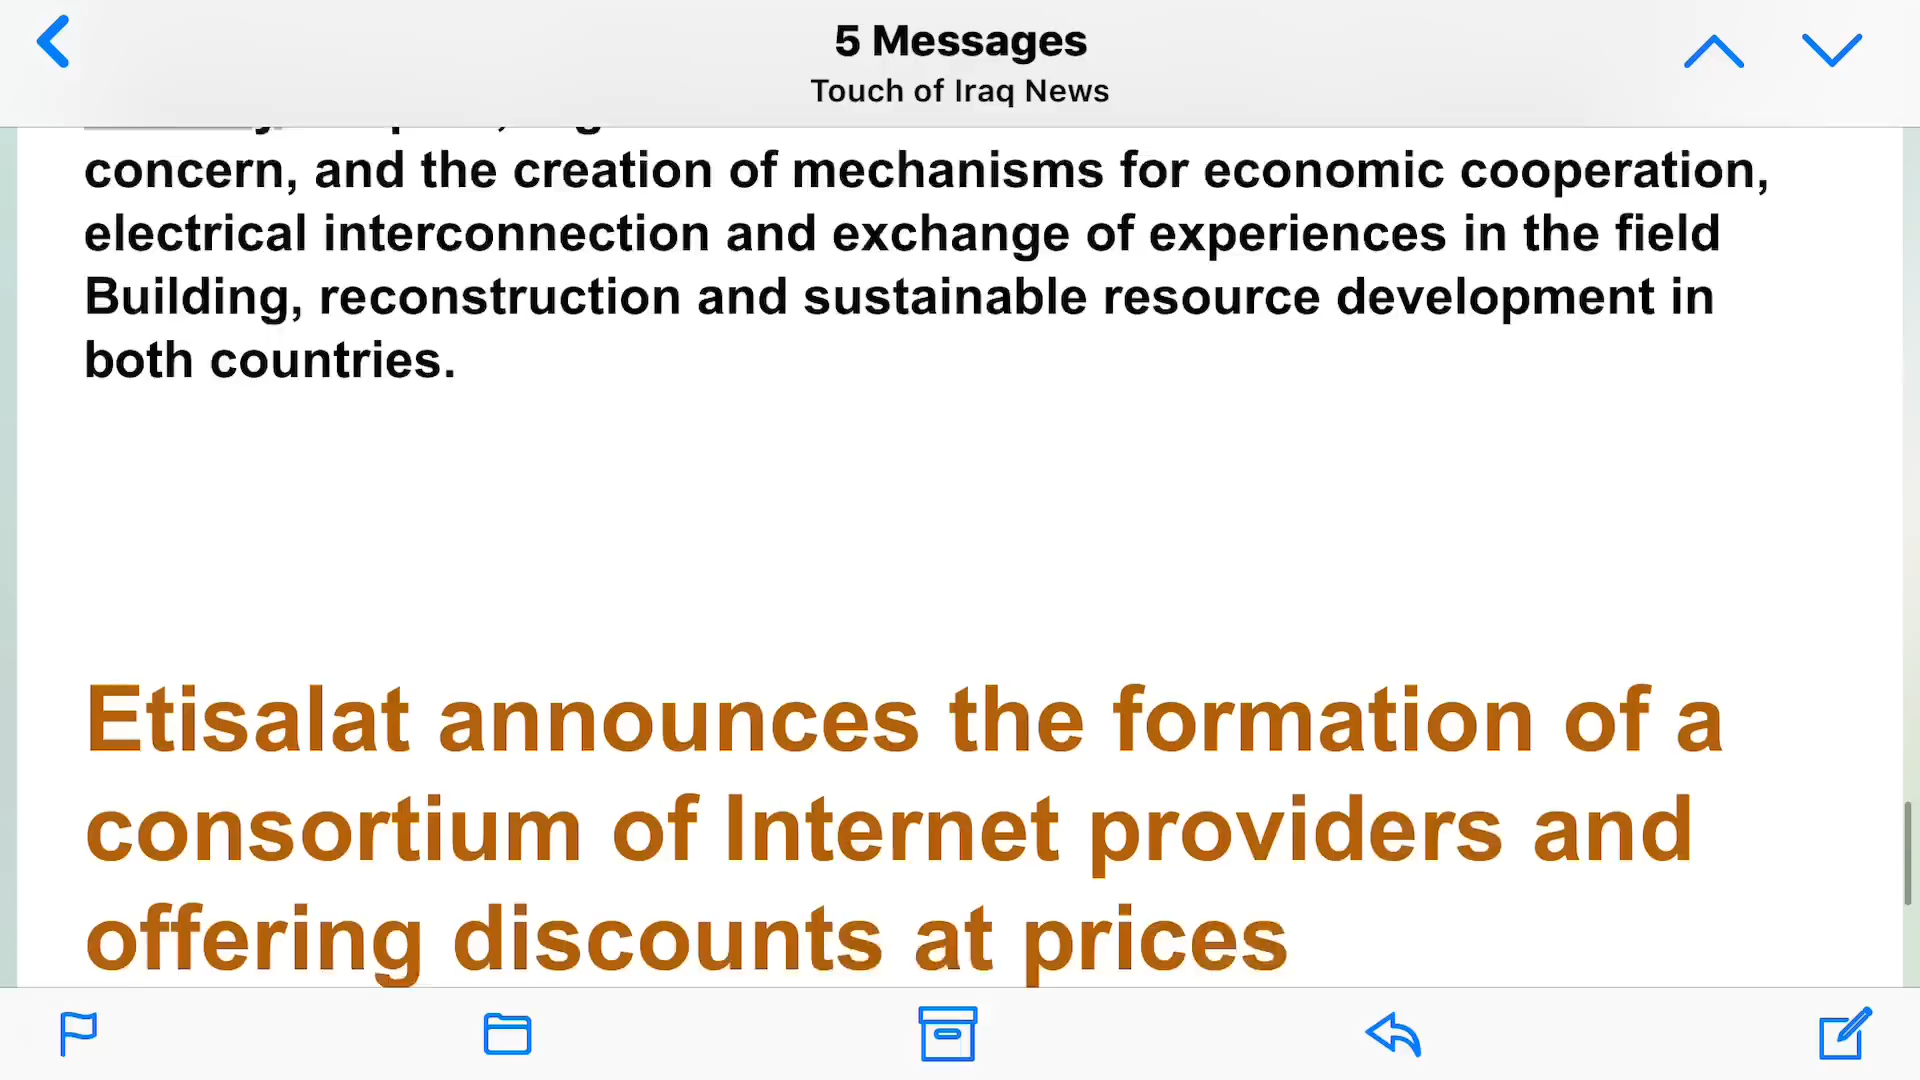 5 Messages
Touch of Iraq News
concern, and the creation of mechanisms for economic cooperation,
electrical interconnection and exchange of experiences in the field
Building, reconstruction and sustainable resource development in
both countries.
Etisalat announces the formation of a
consortium of Internet providers and
offering discounts at prices